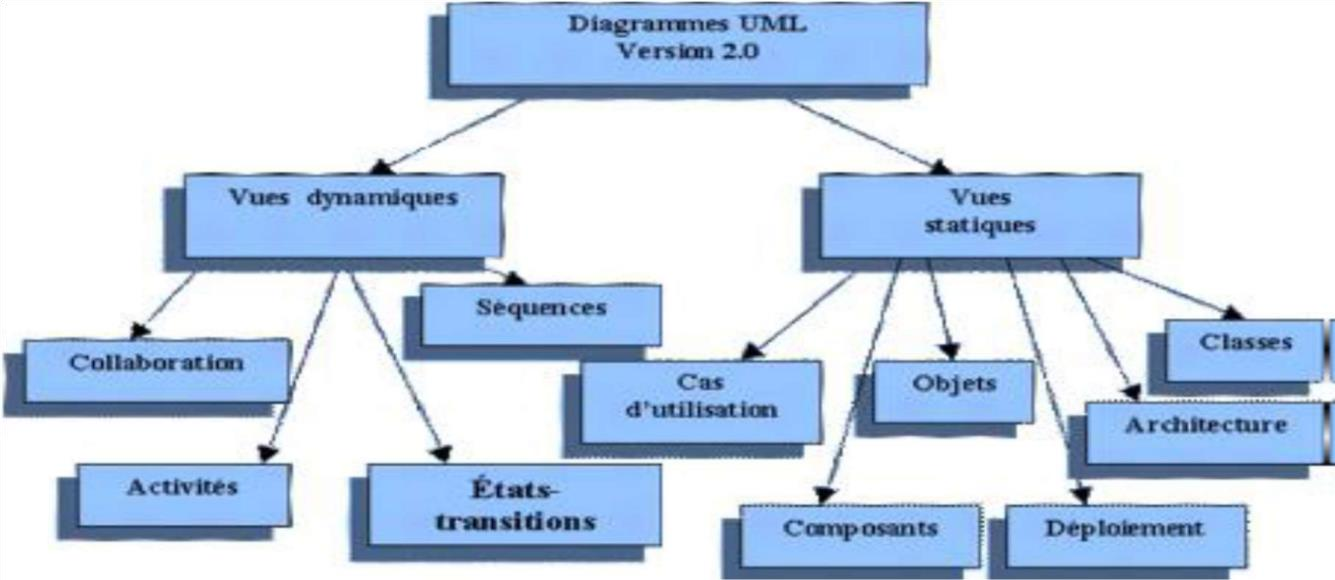 Diagrammes UML
Version 2.0
Vues dynamiques
Vues
statiques
Séquences
Collaboration
Classes
Cas
d'utilisation
Objets
Architecture
Activités
États-
transitions
Composants
Déploiement